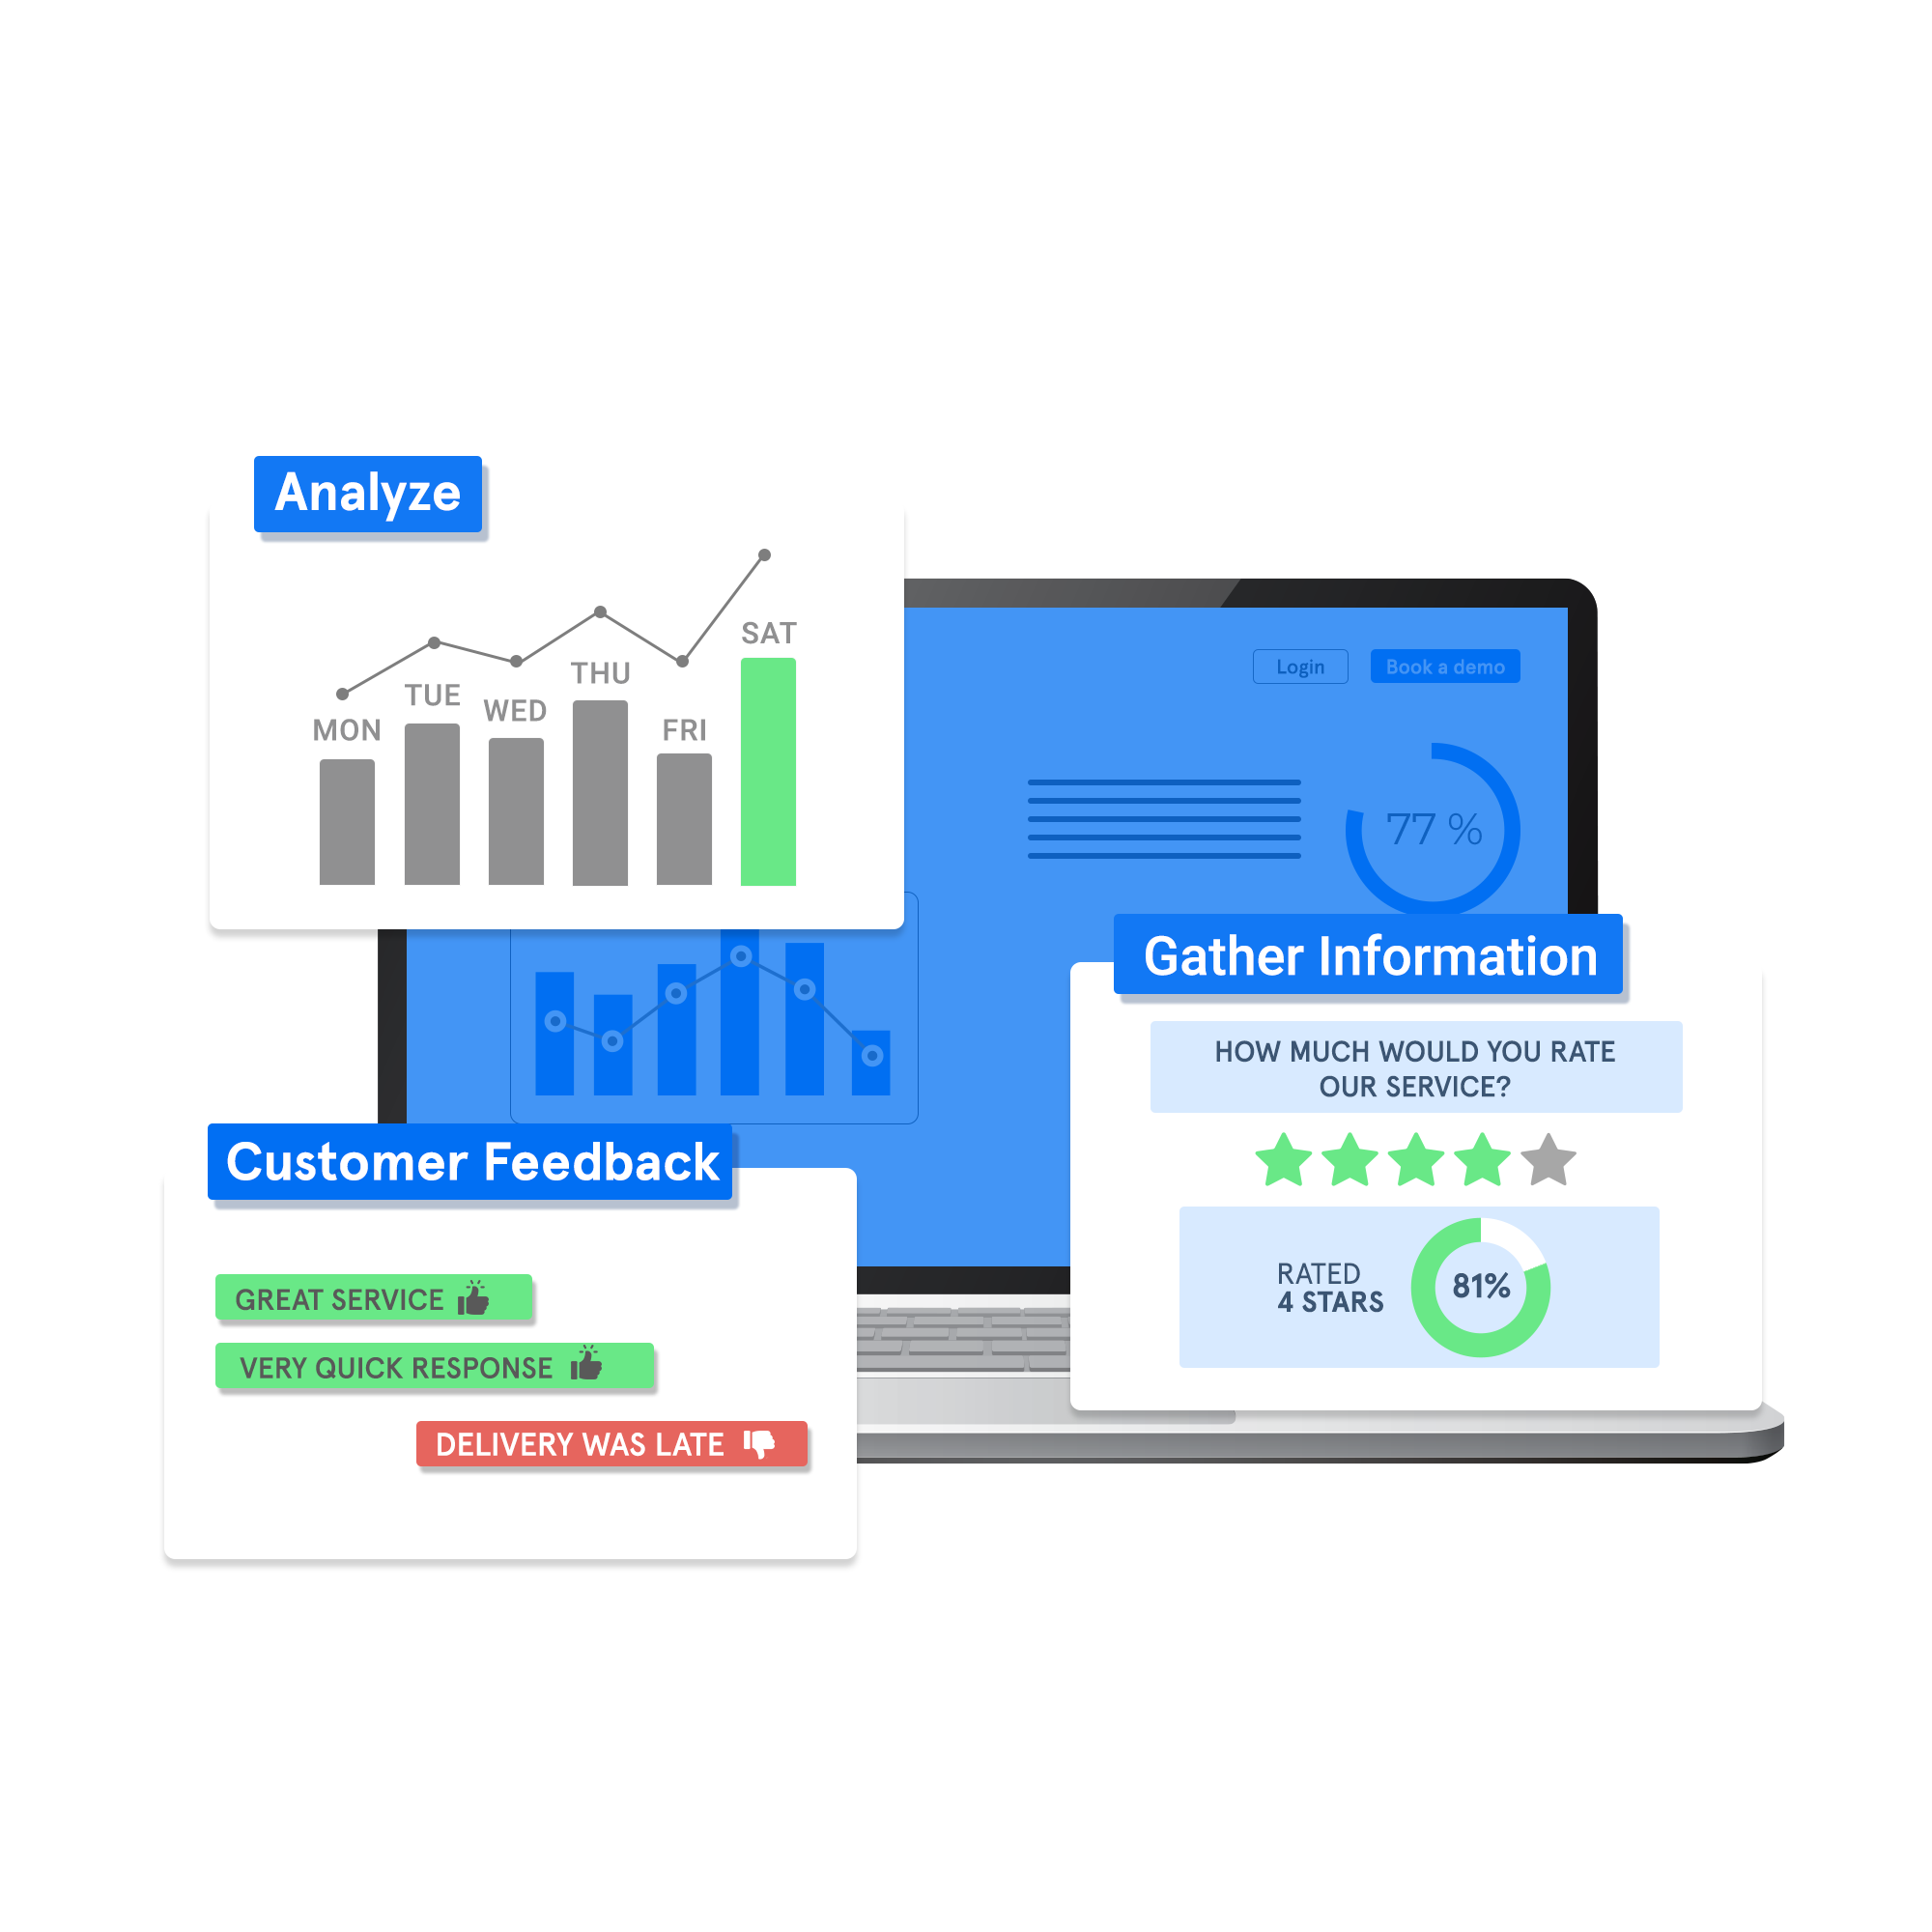 Analyze
SAT
THU
TUE
WED
MON
FRI
Login
Book a demo
77 %
Gather Information
HOW MUCH WOULD YOU RATE
OUR SERVICE?
RATED
4 STARS
81%
Customer Feedback
GREAT SERVICE
VERY QUICK RESPONSE
DELIVERY WAS LATE